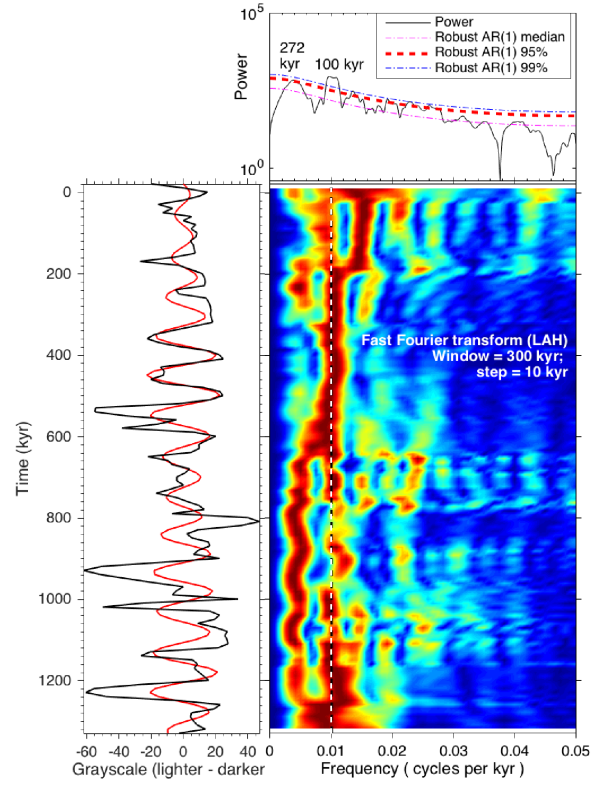 10^5
Power
Robust AR(1) median
Robust AR(1) 95%
Robust AR(1) 99%
272
kyr
100 kyr
Power
10^0
0
200
400
600
800
1000
1200
Time (kyr)
Fast Fourier transform (LAH)
Window = 300 kyr;
step = 10 kyr
-60 -40 -20 0 20 40
Grayscale (lighter - darker
0 0.01 0.02 0.03 0.04 0.05
Frequency ( cycles per kyr )